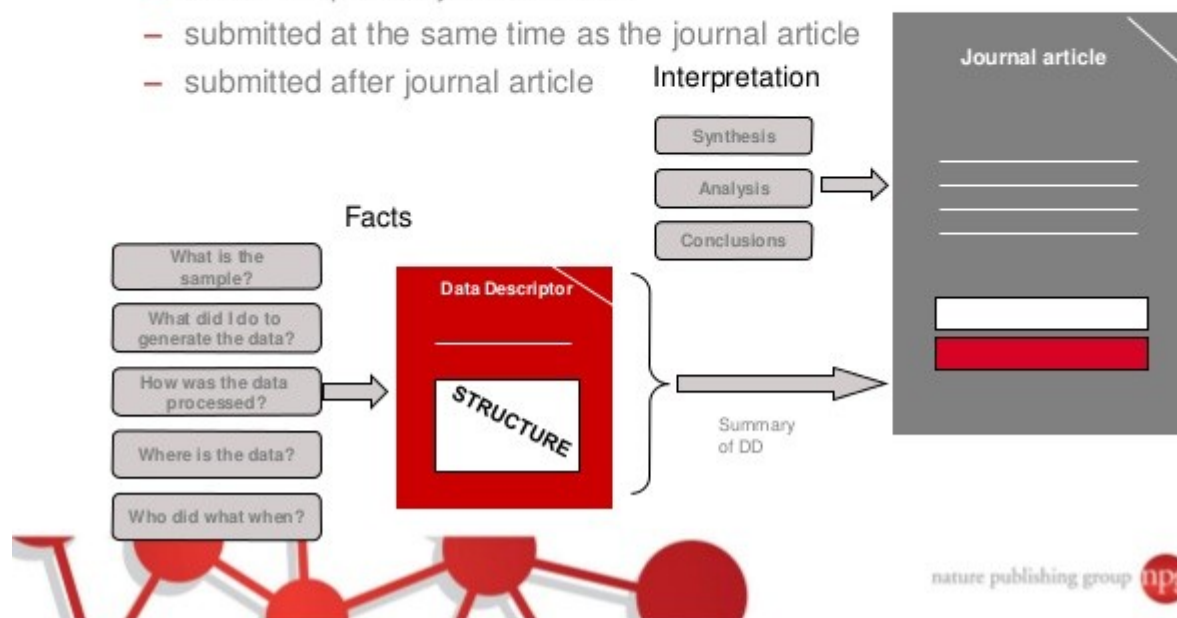 – submitted at the same time as the journal article
– submitted after journal article
Interpretation
Journal article
Synthesis
Analysis
Conclusions
Facts
What is the
sample?
What did I do to
generate the data?
How was the data
processed?
Where is the data?
Who did what when?
Data Descriptor
STRUCTURE
Summary
of DD
nature publishing group npg